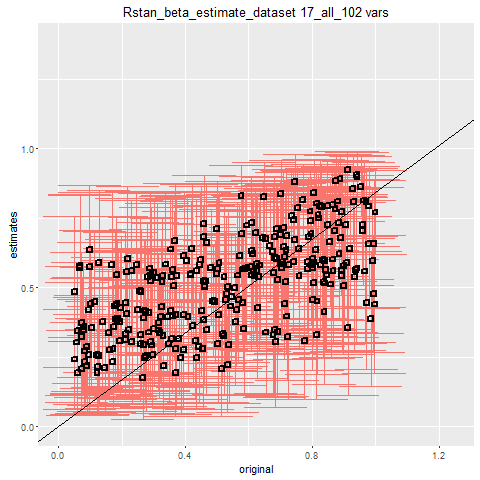 Rstan_beta_estimate_dataset 17_all_102 vars
estimates
1.0
0.5
0.0
0.0 0.4 0.8 1.2
original